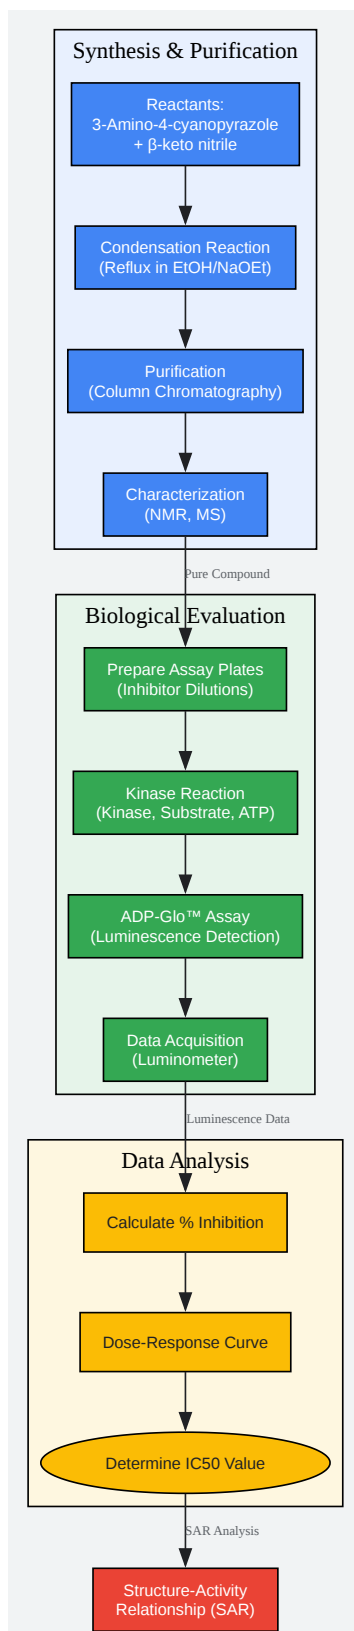 Synthesis & Purification
Reactants:
3-Amino-4-cyanopyrazole
+ β-keto nitrile
Condensation Reaction
(Reflux in EtOH/NaOEt)
Purification
(Column Chromatography)
Characterization
(NMR, MS)
Pure Compound
Biological Evaluation
Prepare Assay Plates
(Inhibitor Dilutions)
Kinase Reaction
(Kinase, Substrate, ATP)
ADP-Glo™ Assay
(Luminescence Detection)
Data Acquisition
(Luminometer)
Luminescence Data
Data Analysis
Calculate % Inhibition
Dose-Response Curve
Determine IC50 Value
SAR Analysis
Structure-Activity
Relationship (SAR)